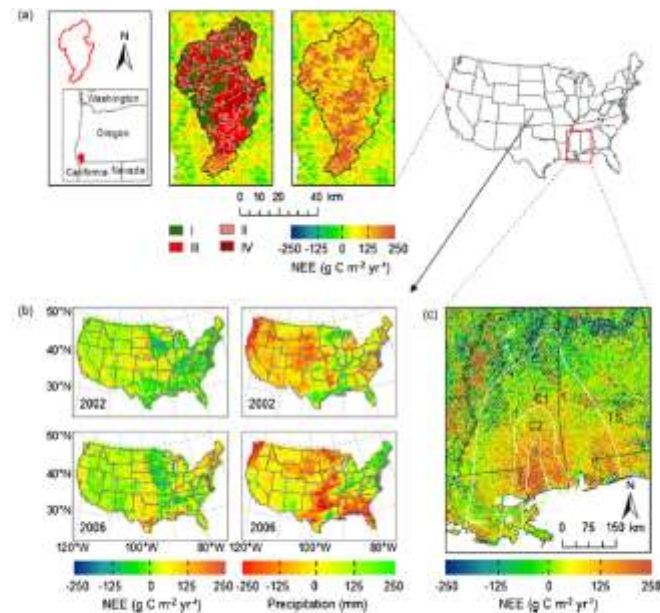 (a)
N
Washington
Oregon
California Nevada
0 10 20 40
km
I II
III IV
-250 -125 0 125 250
NEE (g C m⁻² yr⁻¹)
(b)
50°N
40°N
30°N
2002
2002
50°N
40°N
30°N
2006
2006
120°W 100°W 80°W 120°W 100°W 80°W
-250 -125 0 125 250
NEE (g C m⁻² yr⁻¹)
-250 -125 0 125 250
Precipitation (mm)
(c)
C1
C2
TS
N
0 75 150
km
-250 -125 0 125 250
NEE (g C m⁻² yr⁻¹)